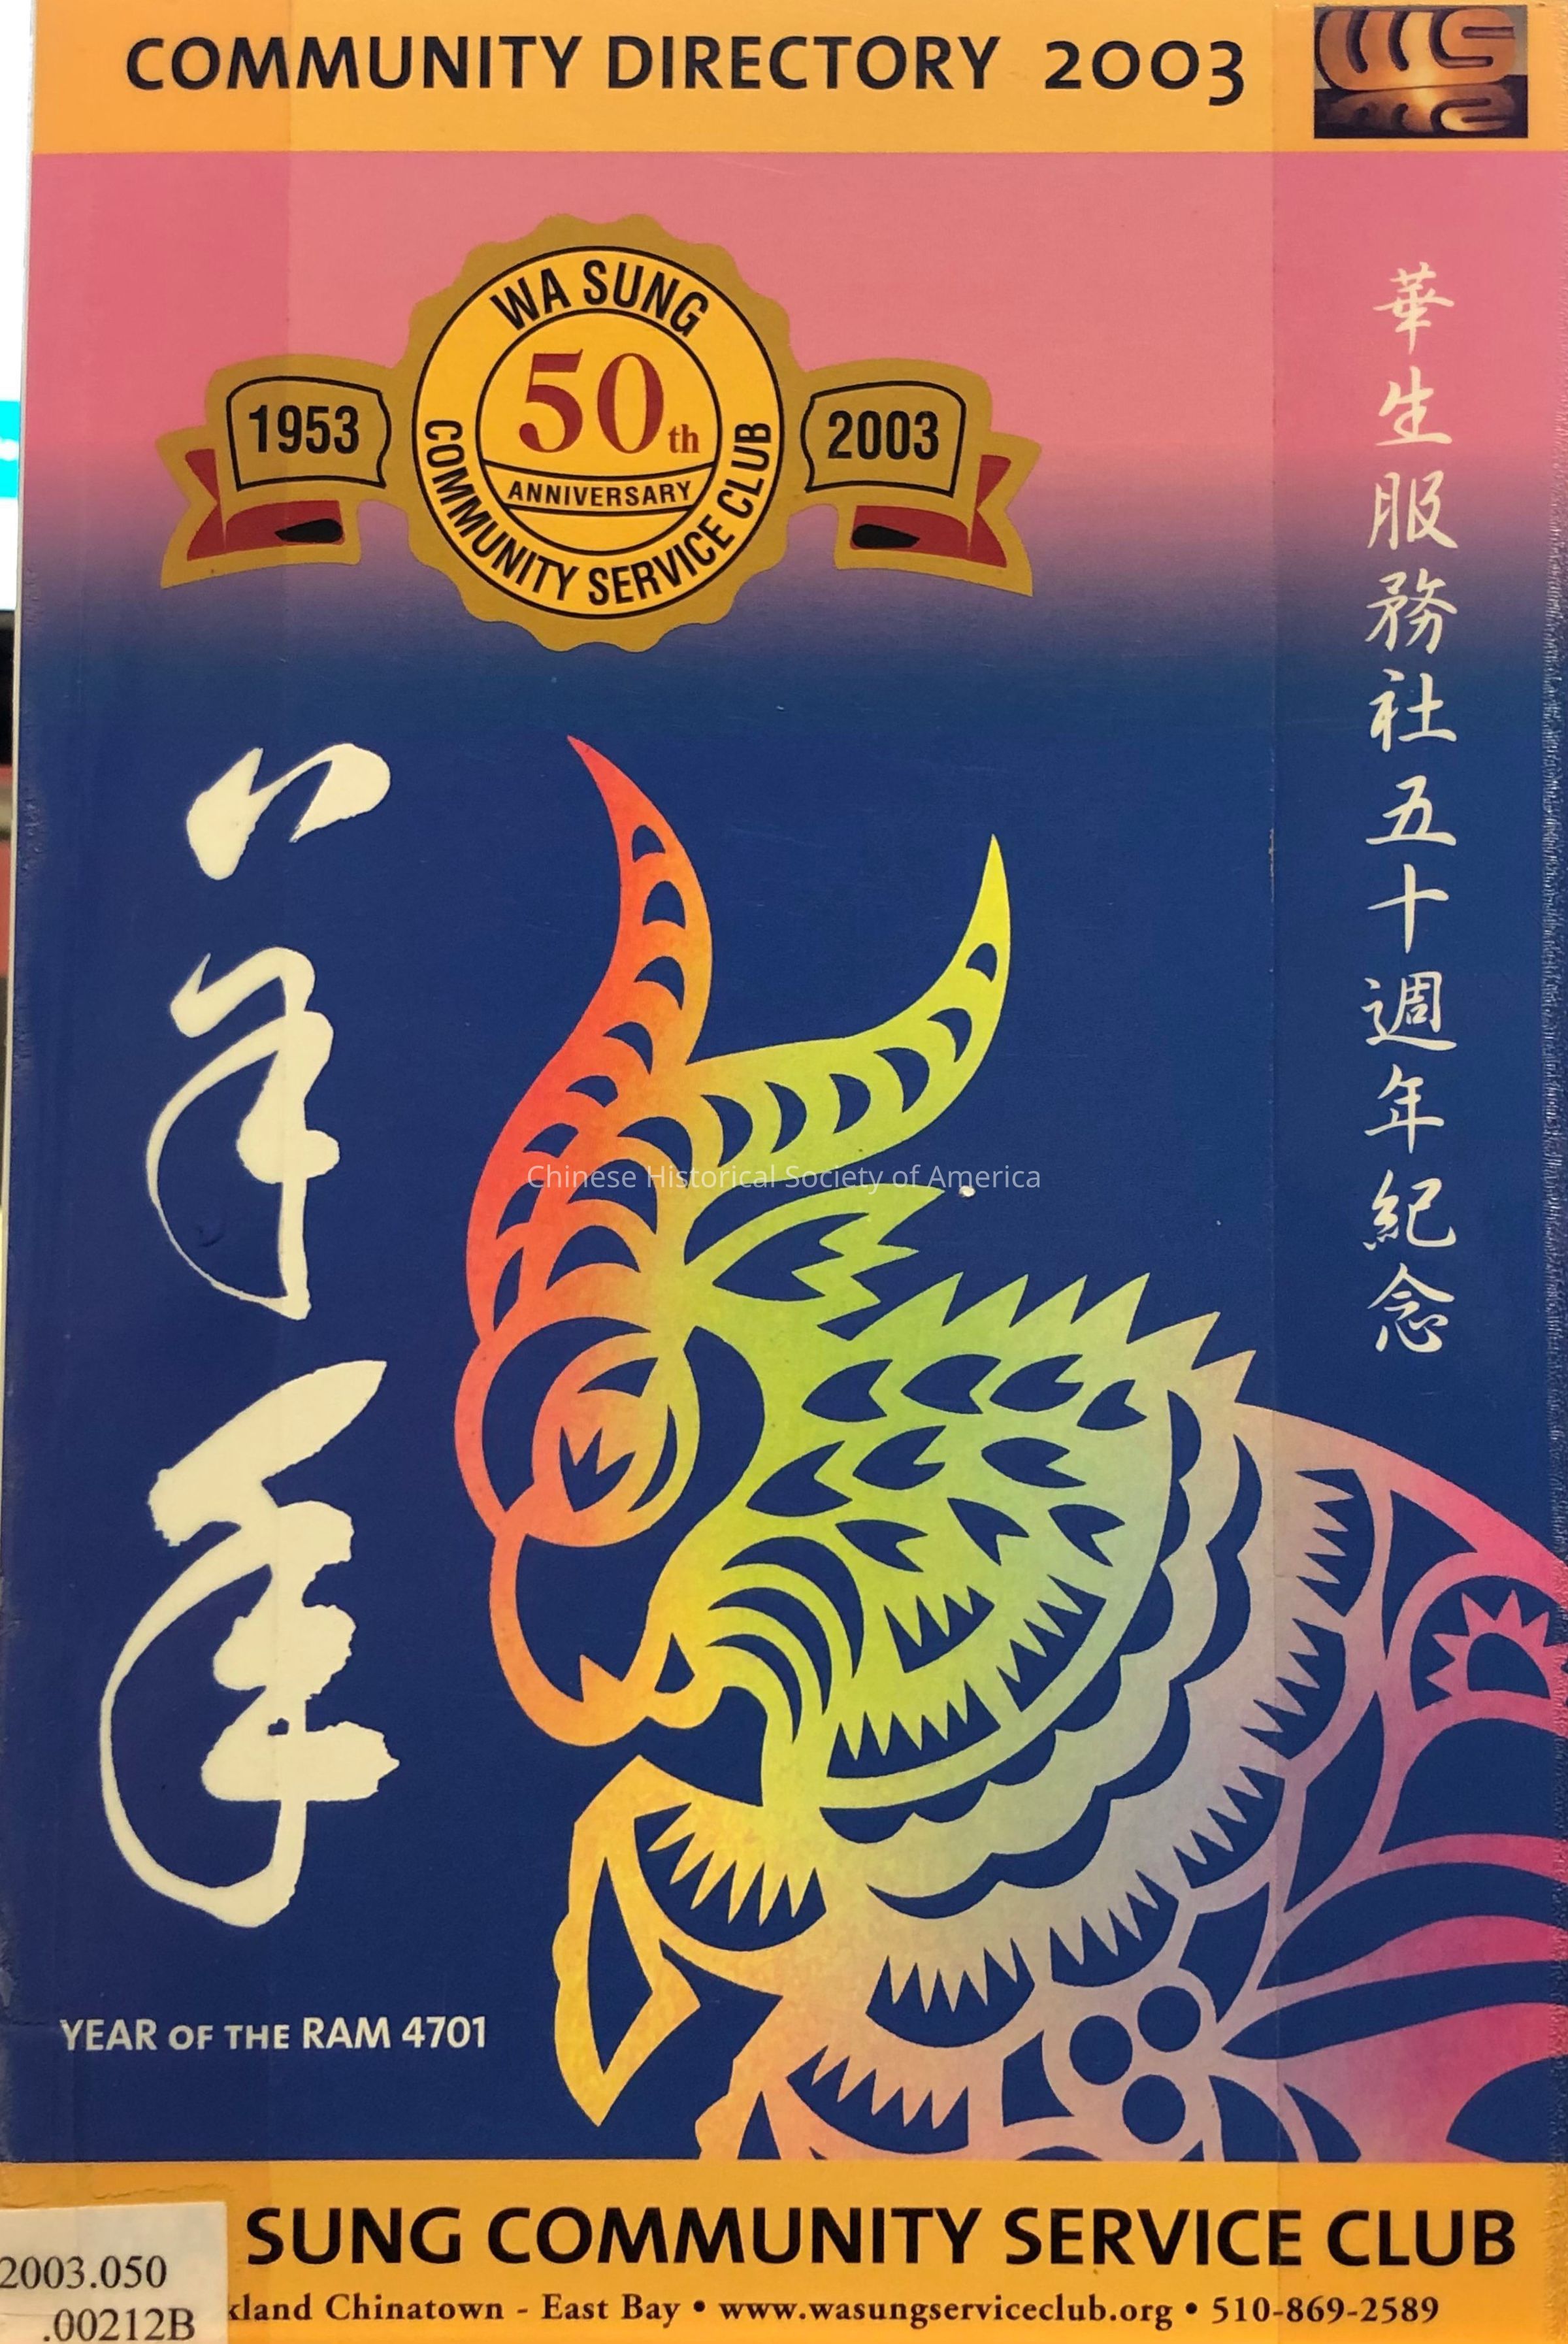 COMMUNITY DIRECTORY 2003
WS
WA SUNG
50th
ANNIVERSARY
COMMUNITY SERVICE CLUB
1953
2003
華生服務社五十週年紀念
羊年
Chinese Historical Society of America
YEAR OF THE RAM 4701
SUNG COMMUNITY SERVICE CLUB
kland Chinatown - East Bay • www.wasungserviceclub.org • 510-869-2589
2003.050
.00212B